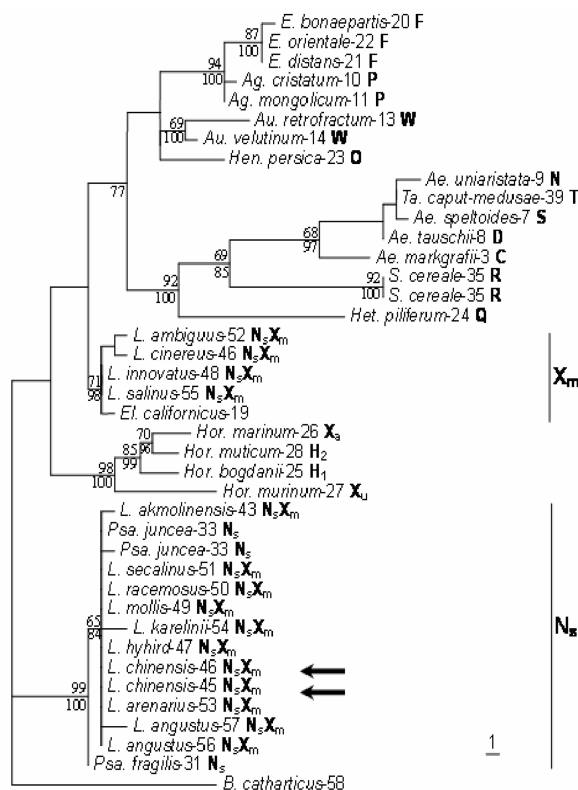 E. bonaepartis-20 F
87
E. orientale-22 F
100
E. distans-21 F
94
Ag. cristatum-10 P
100
Ag. mongolicum-11 P
Au. retrofractum-13 W
69
100
Au. velutinum-14 W
Hen. persica-23 O
77
Ae. uniaristata-9 N
Ta. caput-medusae-39 T
Ae. speltoides-7 S
68
Ae. tauschii-8 D
97
Ae. markgrafii-3 C
69
85
92
S. cereale-35 R
100
S. cereale-35 R
92
100
Het. piliferum-24 Q
L. ambiguus-52 NsXm
L. cinereus-46 NsXm
L. innovatus-48 NsXm
71
98
L. salinus-55 NsXm
El. californicus-19
Xm
Hor. marinum-26 Xa
70
96
Hor. muticum-28 H2
85
99
Hor. bogdanii-25 H1
98
100
Hor. murinum-27 Xu
L. akmolinensis-43 NsXm
Psa. juncea-33 Ns
Psa. juncea-33 Ns
L. secalinus-51 NsXm
L. racemosus-50 NsXm
L. mollis-49 NsXm
65
84
L. karelinii-54 NsXm
L. hyhird-47 NsXm
L. chinensis-46 NsXm
L. chinensis-45 NsXm
L. arenarius-53 NsXm
99
100
L. angustus-57 NsXm
L. angustus-56 NsXm
Psa. fragilis-31 Ns
Ns
1
B. catharticus-58